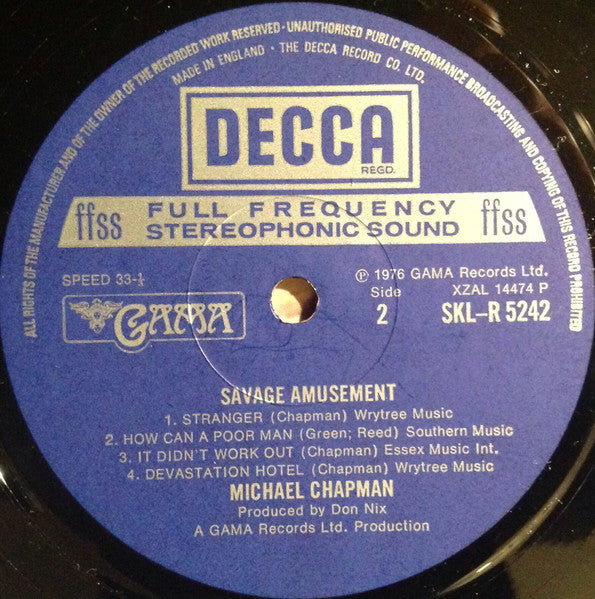 ALL RIGHTS OF THE MANUFACTURER AND OF THE OWNER OF THE RECORDED WORK RESERVED · UNAUTHORISED PUBLIC PERFORMANCE BROADCASTING AND COPYING OF THIS RECORD PROHIBITED
MADE IN ENGLAND · THE DECCA RECORD CO. LTD.
DECCA
REGD.
ffss FULL FREQUENCY STEREOPHONIC SOUND ffss
SPEED 33-⅓
℗ 1976 GAMA Records Ltd.
Side XZAL 14474 P
GAMA
2 SKL–R 5242
SAVAGE AMUSEMENT
1. STRANGER (Chapman) Wrytree Music
2. HOW CAN A POOR MAN (Green; Reed) Southern Music
3. IT DIDN'T WORK OUT (Chapman) Essex Music Int.
4. DEVASTATION HOTEL (Chapman) Wrytree Music
MICHAEL CHAPMAN
Produced by Don Nix
A GAMA Records Ltd. Production